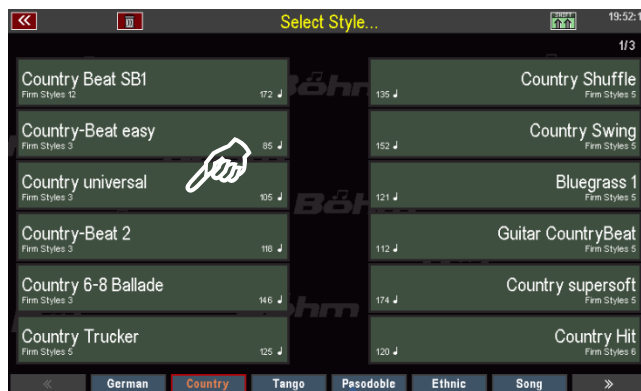 Select Style...
SHIFT
19:52:1
1/3
Country Beat SB1
Firm Styles 12
172
Country-Beat easy
Firm Styles 3
85
Country universal
Firm Styles 3
105
Country-Beat 2
Firm Styles 3
118
Country 6-8 Ballade
Firm Styles 3
146
Country Trucker
Firm Styles 5
125
Country Shuffle
Firm Styles 5
135
Country Swing
Firm Styles 5
152
Bluegrass 1
Firm Styles 5
121
Guitar CountryBeat
Firm Styles 5
112
Country supersoft
Firm Styles 5
174
Country Hit
Firm Styles 6
120
Böhm
German
Country
Tango
Pasodoble
Ethnic
Song